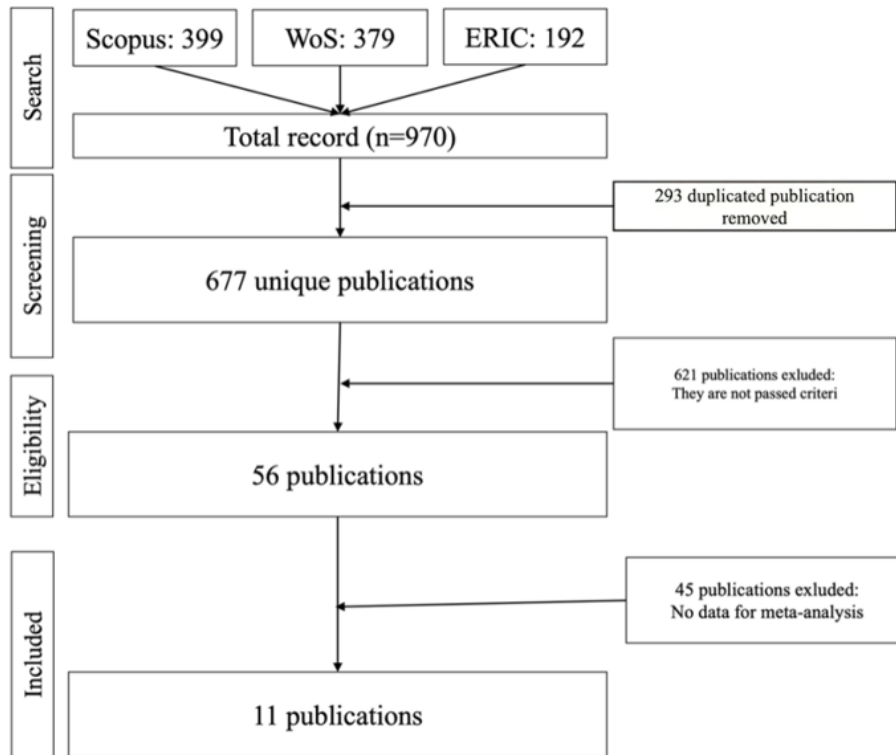 Search
Scopus: 399
WoS: 379
ERIC: 192
Total record (n=970)
Screening
293 duplicated publication
removed
677 unique publications
621 publications exluded:
They are not passed criteri
Eligibility
56 publications
45 publications exluded:
No data for meta-analysis
Included
11 publications